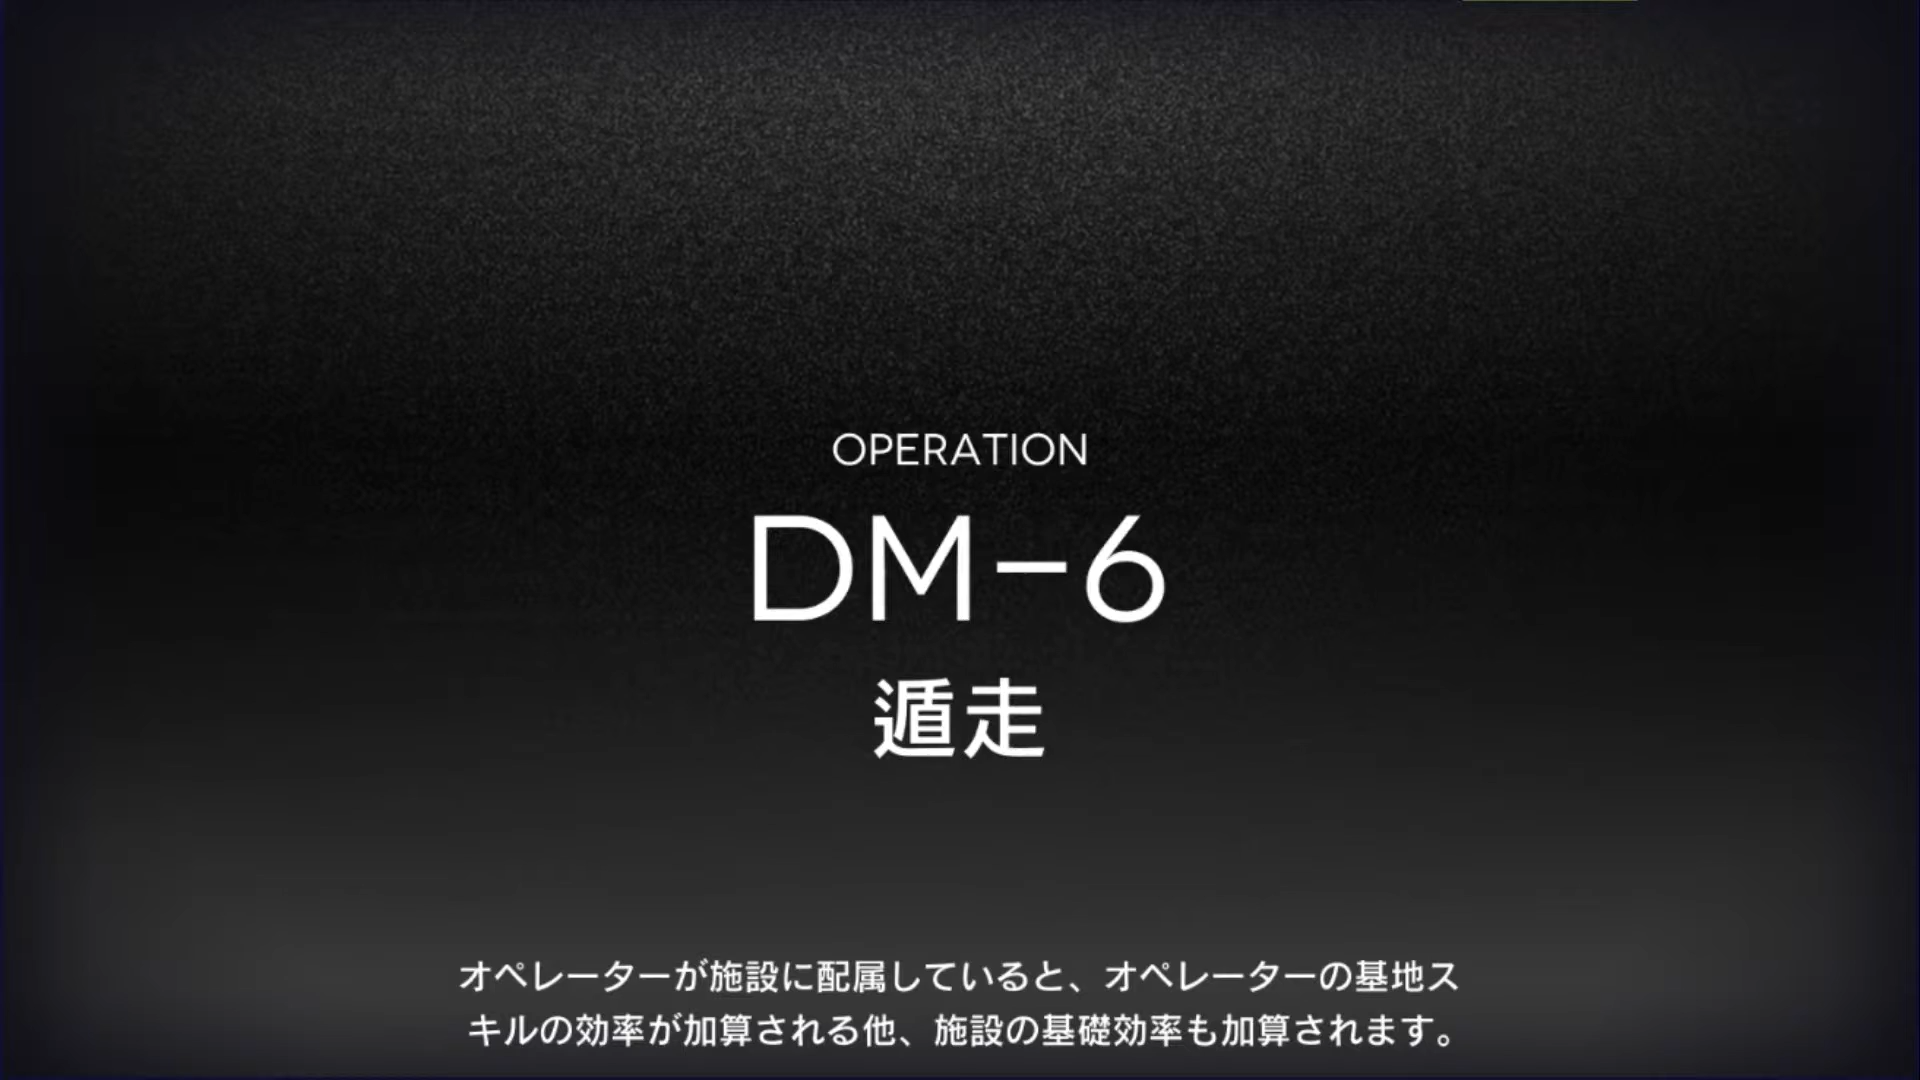 OPERATION
DM-6
遁走
オペレーターが施設に配属していると、オペレーターの基地ス
キルの効率が加算される他、施設の基礎効率も加算されます。